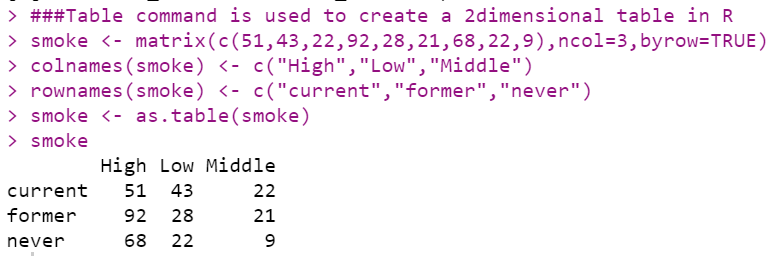 > ###Table command is used to create a 2dimensional table in R
> smoke <- matrix(c(51,43,22,92,28,21,68,22,9),ncol=3,byrow=TRUE)
> colnames(smoke) <- c("High","Low","Middle")
> rownames(smoke) <- c("current","former","never")
> smoke <- as.table(smoke)
> smoke
        High Low Middle
current   51  43     22
former    92  28     21
never     68  22      9